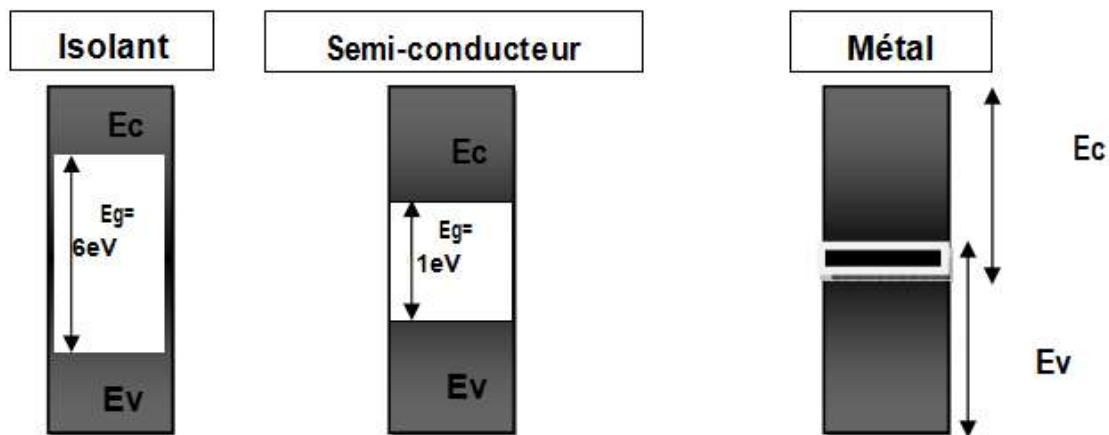 Isolant
Semi-conducteur
Métal
Ec
Ec
Ec
Eg=
6eV
Eg=
1eV
Ev
Ev
Ev